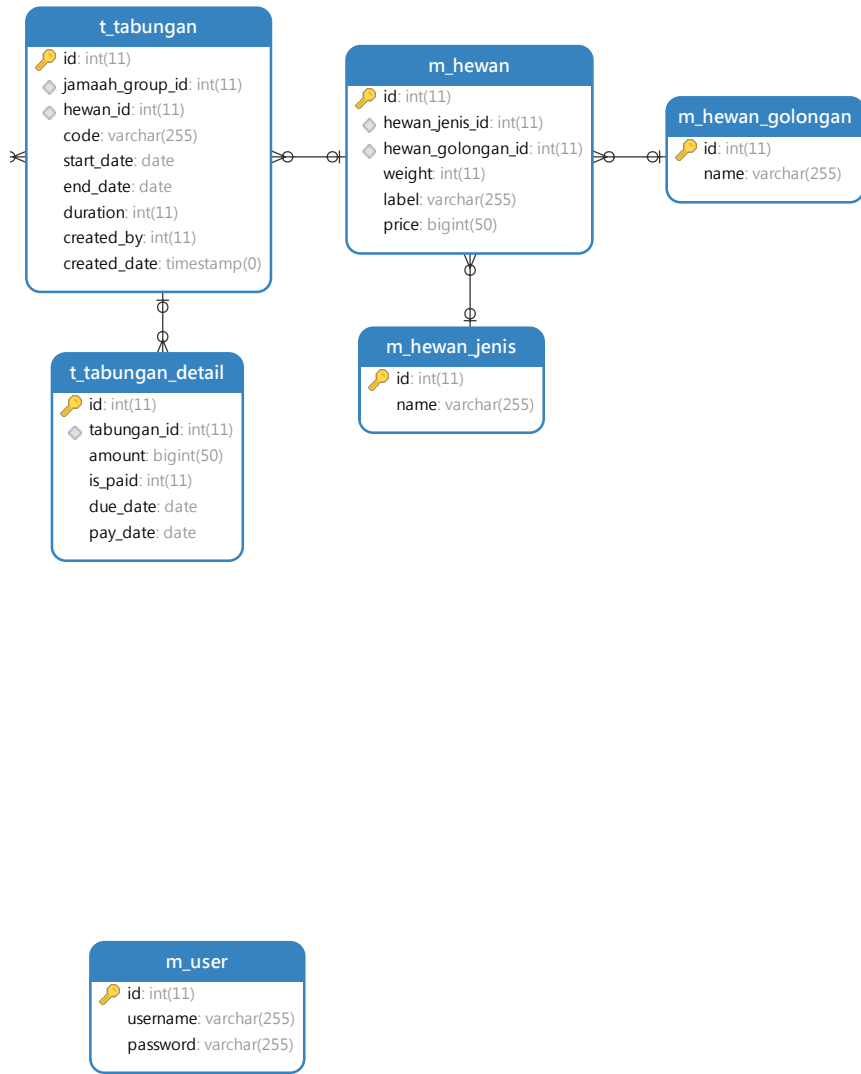 t_tabungan
id: int(11)
jamaah_group_id: int(11)
hewan_id: int(11)
code: varchar(255)
start_date: date
end_date: date
duration: int(11)
created_by: int(11)
created_date: timestamp(0)
m_hewan
id: int(11)
hewan_jenis_id: int(11)
hewan_golongan_id: int(11)
weight: int(11)
label: varchar(255)
price: bigint(50)
m_hewan_golongan
id: int(11)
name: varchar(255)
t_tabungan_detail
id: int(11)
tabungan_id: int(11)
amount: bigint(50)
is_paid: int(11)
due_date: date
pay_date: date
m_hewan_jenis
id: int(11)
name: varchar(255)
m_user
id: int(11)
username: varchar(255)
password: varchar(255)